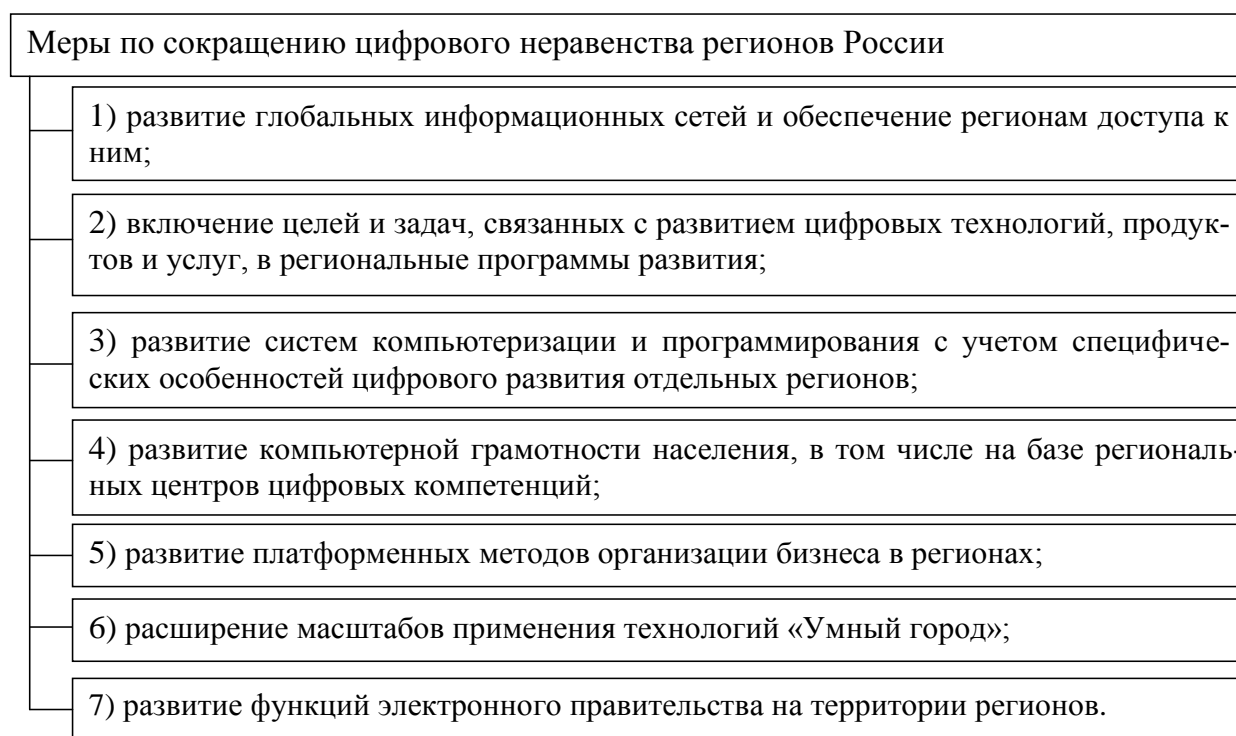 Меры по сокращению цифрового неравенства регионов России
1) развитие глобальных информационных сетей и обеспечение регионам доступа к
ним;
2) включение целей и задач, связанных с развитием цифровых технологий, продук-
тов и услуг, в региональные программы развития;
3) развитие систем компьютеризации и программирования с учетом специфиче-
ских особенностей цифрового развития отдельных регионов;
4) развитие компьютерной грамотности населения, в том числе на базе региональ-
ных центров цифровых компетенций;
5) развитие платформенных методов организации бизнеса в регионах;
6) расширение масштабов применения технологий «Умный город»;
7) развитие функций электронного правительства на территории регионов.